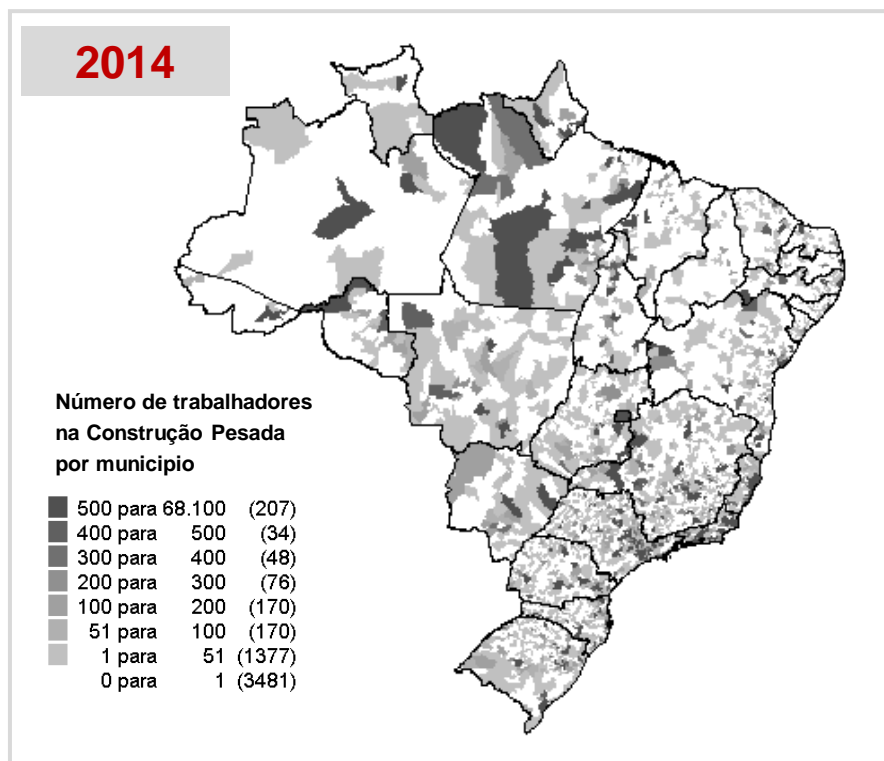 2014
Número de trabalhadores
na Construção Pesada
por municipio
500 para 68.100 (207)
400 para 500 (34)
300 para 400 (48)
200 para 300 (76)
100 para 200 (170)
51 para 100 (170)
1 para 51 (1377)
0 para 1 (3481)